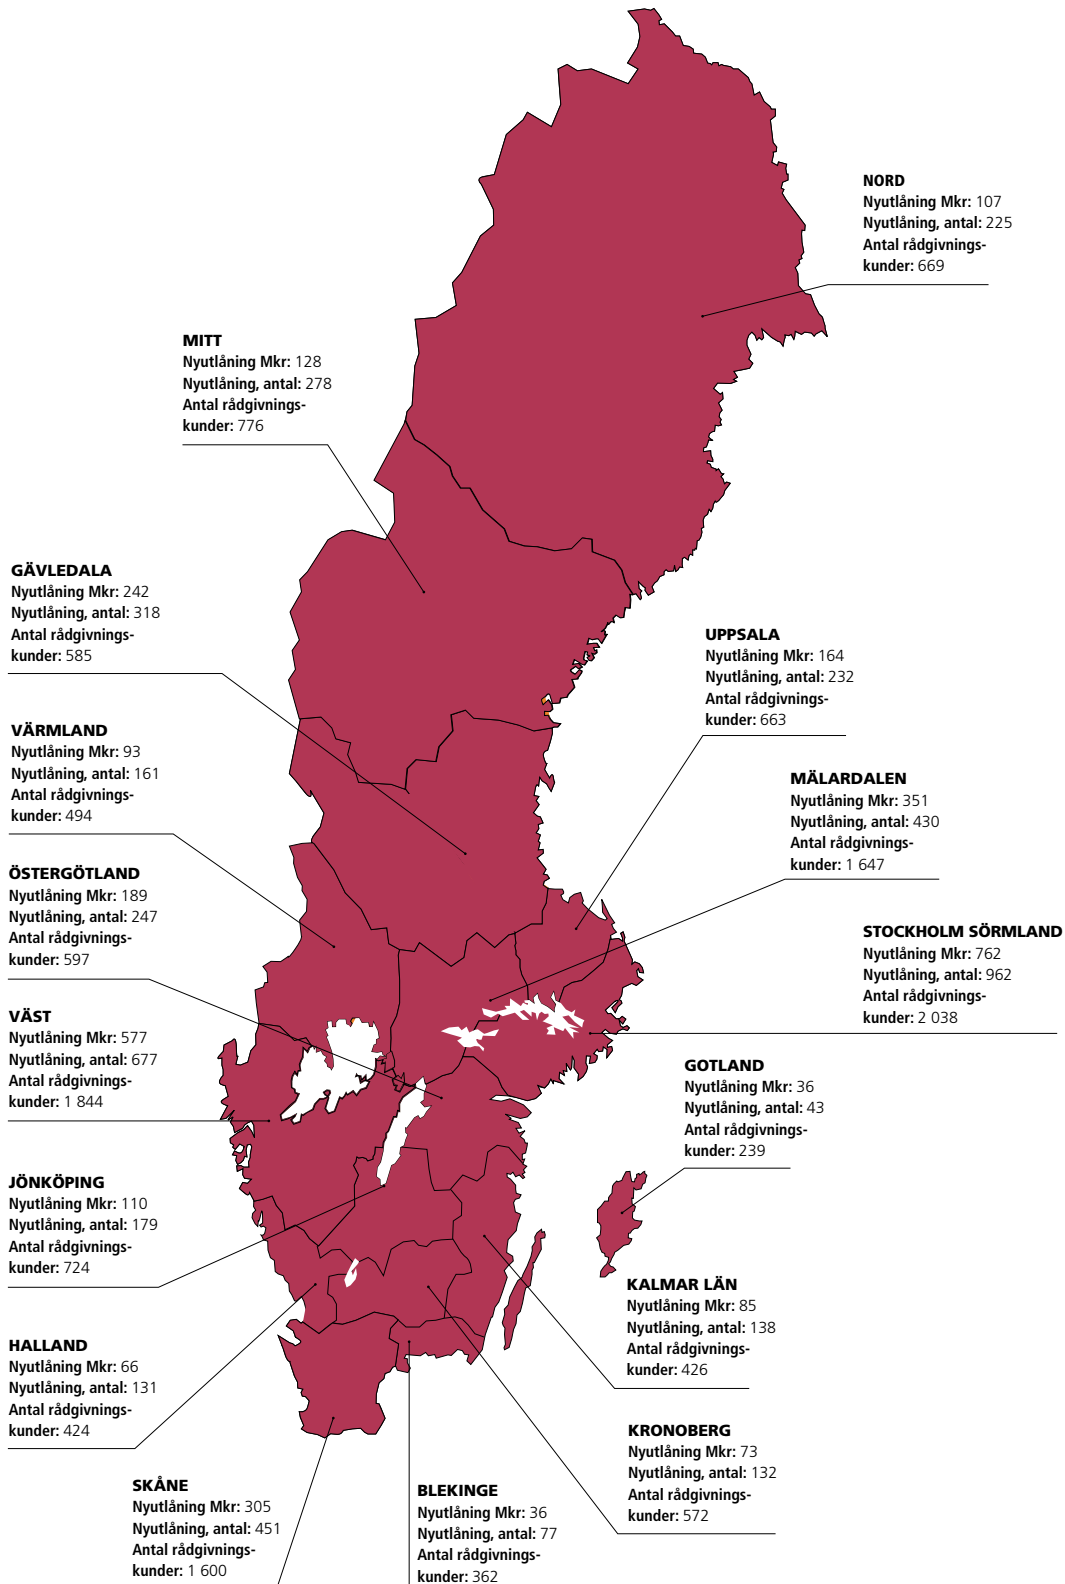 NORD
Nyutlåning Mkr: 107
Nyutlåning, antal: 225
Antal rådgivnings-
kunder: 669
MITT
Nyutlåning Mkr: 128
Nyutlåning, antal: 278
Antal rådgivnings-
kunder: 776
GÄVLEDALA
Nyutlåning Mkr: 242
Nyutlåning, antal: 318
Antal rådgivnings-
kunder: 585
UPPSALA
Nyutlåning Mkr: 164
Nyutlåning, antal: 232
Antal rådgivnings-
kunder: 663
VÄRMLAND
Nyutlåning Mkr: 93
Nyutlåning, antal: 161
Antal rådgivnings-
kunder: 494
MÄLARDALEN
Nyutlåning Mkr: 351
Nyutlåning, antal: 430
Antal rådgivnings-
kunder: 1 647
ÖSTERGÖTLAND
Nyutlåning Mkr: 189
Nyutlåning, antal: 247
Antal rådgivnings-
kunder: 597
STOCKHOLM SÖRMLAND
Nyutlåning Mkr: 762
Nyutlåning, antal: 962
Antal rådgivnings-
kunder: 2 038
VÄST
Nyutlåning Mkr: 577
Nyutlåning, antal: 677
Antal rådgivnings-
kunder: 1 844
GOTLAND
Nyutlåning Mkr: 36
Nyutlåning, antal: 43
Antal rådgivnings-
kunder: 239
JÖNKÖPING
Nyutlåning Mkr: 110
Nyutlåning, antal: 179
Antal rådgivnings-
kunder: 724
KALMAR LÄN
Nyutlåning Mkr: 85
Nyutlåning, antal: 138
Antal rådgivnings-
kunder: 426
HALLAND
Nyutlåning Mkr: 66
Nyutlåning, antal: 131
Antal rådgivnings-
kunder: 424
KRONOBERG
Nyutlåning Mkr: 73
Nyutlåning, antal: 132
Antal rådgivnings-
kunder: 572
SKÅNE
Nyutlåning Mkr: 305
Nyutlåning, antal: 451
Antal rådgivnings-
kunder: 1 600
BLEKINGE
Nyutlåning Mkr: 36
Nyutlåning, antal: 77
Antal rådgivnings-
kunder: 362